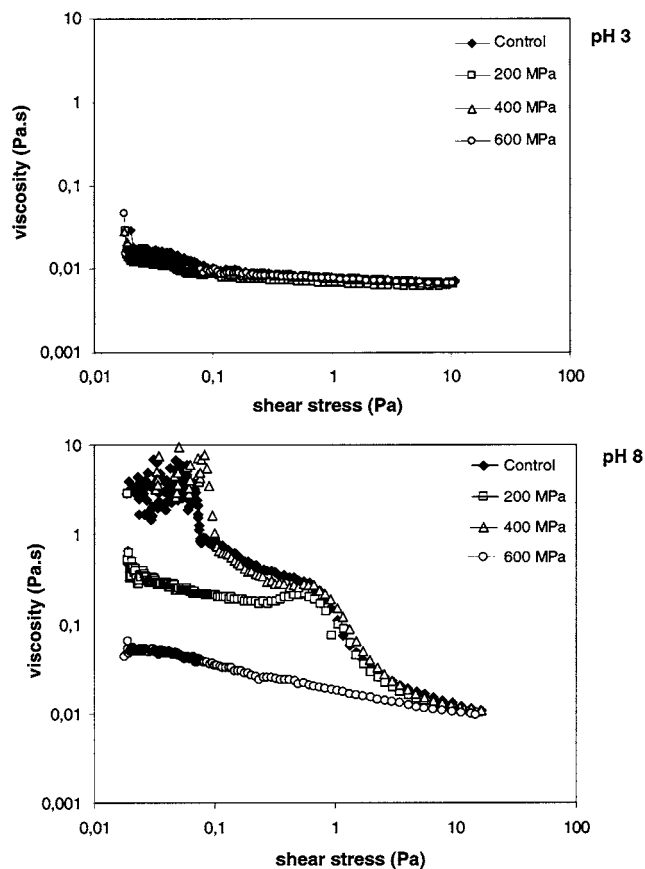 pH 3
Control
200 MPa
400 MPa
600 MPa
viscosity (Pa.s)
10
1
0,1
0,01
0,001
0,01
0,1
1
10
100
shear stress (Pa)
pH 8
Control
200 MPa
400 MPa
600 MPa
viscosity (Pa.s)
10
1
0,1
0,01
0,001
0,01
0,1
1
10
100
shear stress (Pa)